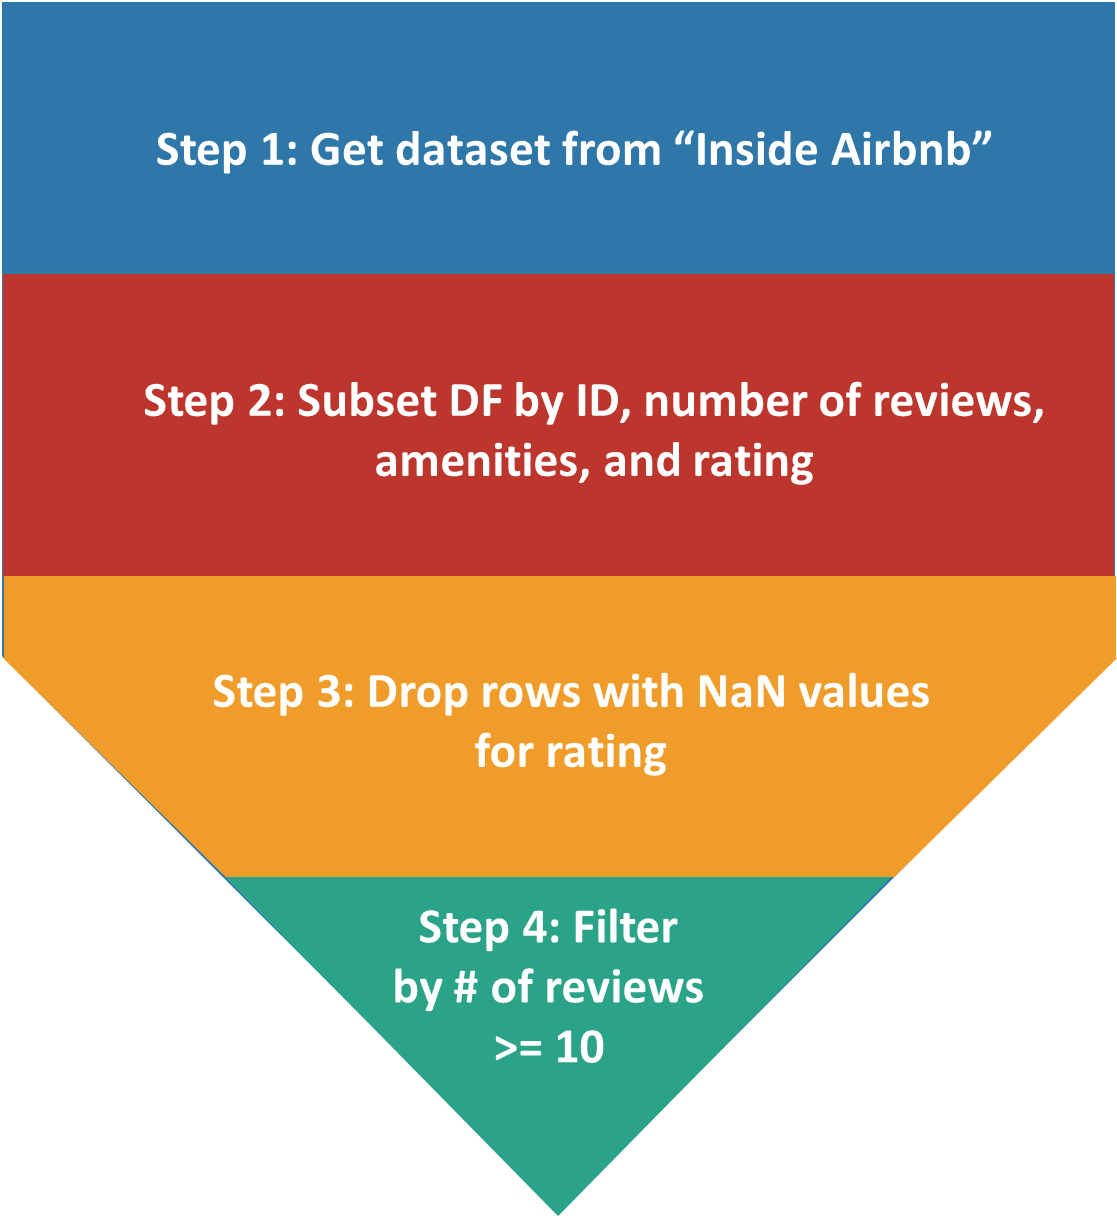 Step 1: Get dataset from “Inside Airbnb”
Step 2: Subset DF by ID, number of reviews,
amenities, and rating
Step 3: Drop rows with NaN values
for rating
Step 4: Filter
by # of reviews
>= 10